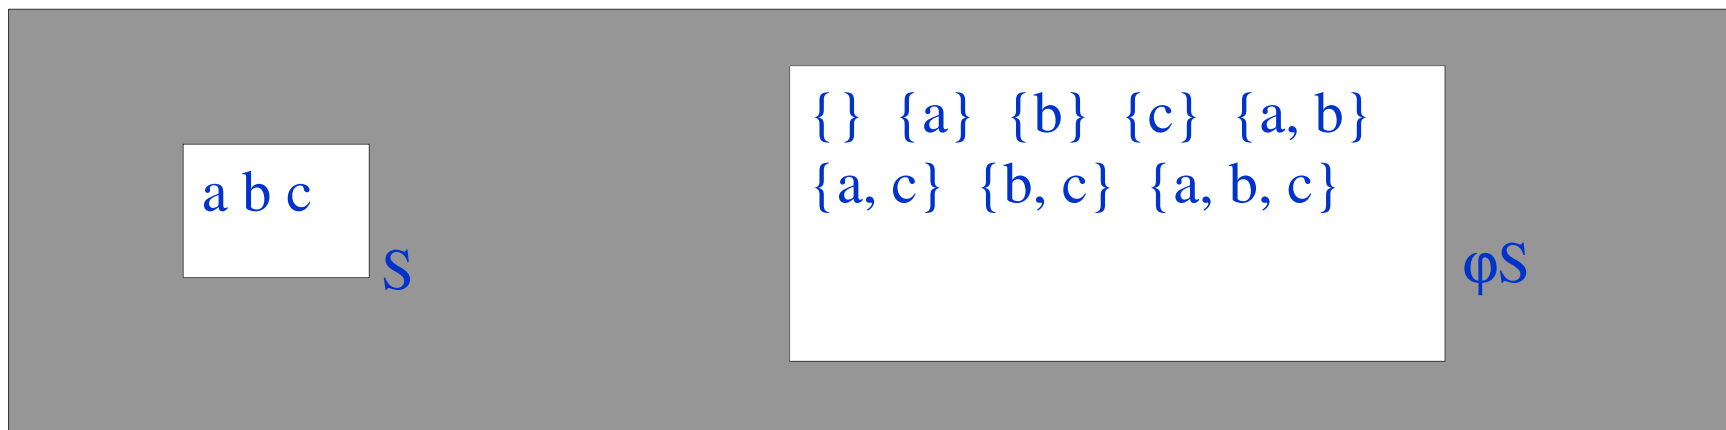 a b c
S
{} {a} {b} {c} {a, b}
{a, c} {b, c} {a, b, c}
φS